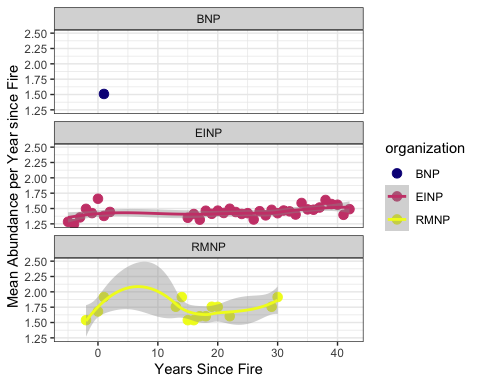 BNP
2.50
2.25
2.00
1.75
1.50
1.25
EINP
2.50
2.25
2.00
1.75
1.50
1.25
RMNP
2.50
2.25
2.00
1.75
1.50
1.25
0 10 20 30 40
Years Since Fire
Mean Abundance per Year since Fire
organization
BNP
EINP
RMNP